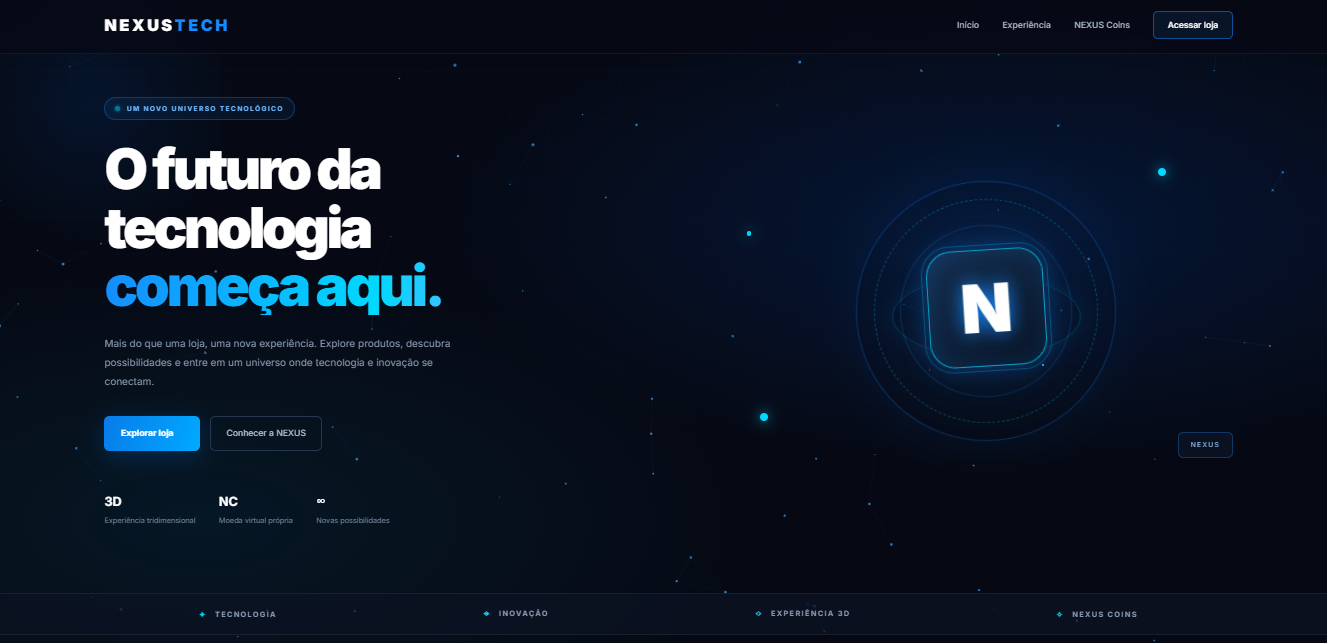 NEXUSTECH
Início Experiência NEXUS Coins Acessar loja
UM NOVO UNIVERSO TECNOLÓGICO
O futuro da
tecnologia
começa aqui.
Mais do que uma loja, uma nova experiência. Explore produtos, descubra
possibilidades e entre em um universo onde tecnologia e inovação se
conectam.
Explorar loja Conhecer a NEXUS
3D NC ∞
Experiência tridimensional Moeda virtual própria Novas possibilidades
N
NEXUS
TECNOLOGIA INOVAÇÃO EXPERIÊNCIA 3D NEXUS COINS